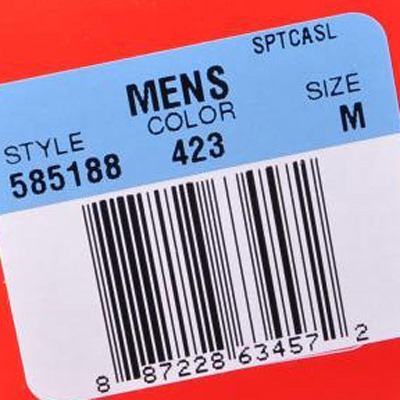 SPTCASL
MENS
STYLE COLOR SIZE
585188 423 M
8 87228 63457 2